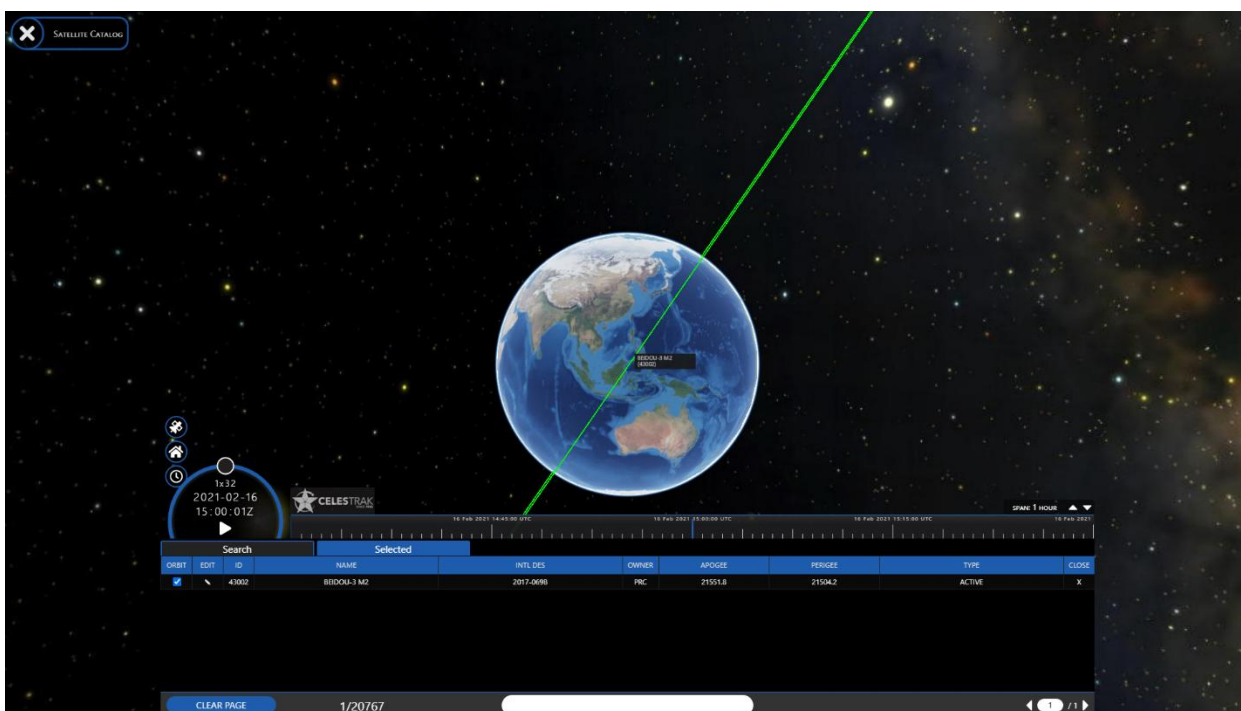 SATELLITE CATALOG
BEIDOU-3 M2
(43002)
1x32
2021-02-16
15:00:01Z
CELESTRAK
SPAN: 1 HOUR
16 Feb 2021 14:45:00 UTC
16 Feb 2021 15:00:00 UTC
16 Feb 2021 15:15:00 UTC
16 Feb 2021
Search
Selected
ORBIT EDIT ID NAME INTL DES OWNER APOGEE PERIGEE TYPE CLOSE
43002 BEIDOU-3 M2 2017-069B PRC 21551.8 21504.2 ACTIVE X
CLEAR PAGE
1/20767
1 /1